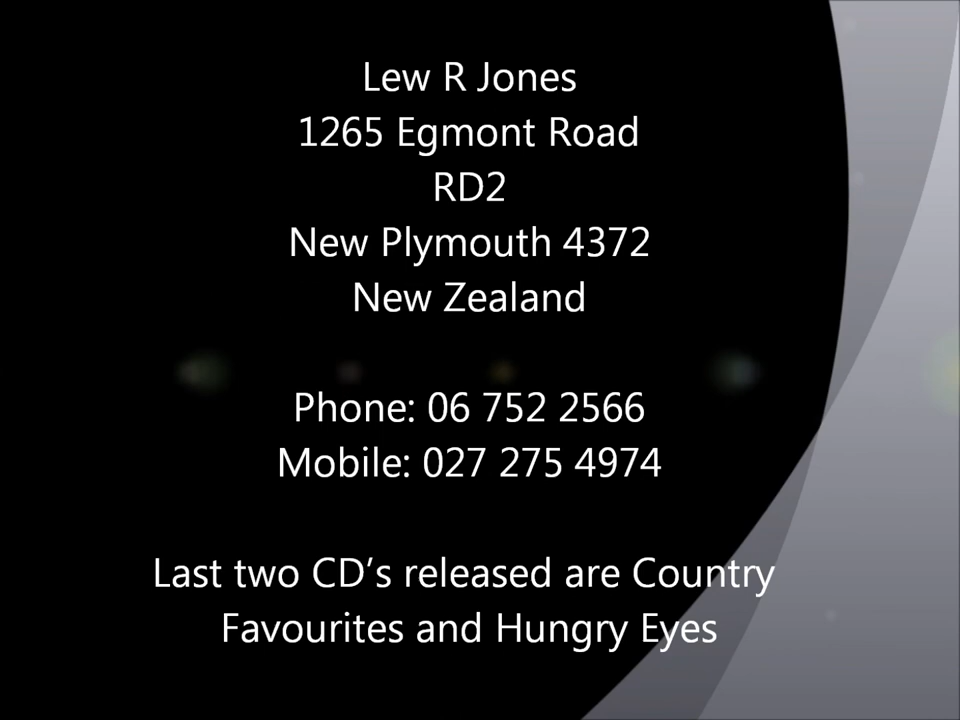 Lew R Jones
1265 Egmont Road
RD2
New Plymouth 4372
New Zealand
Phone: 06 752 2566
Mobile: 027 275 4974
Last two CD’s released are Country
Favourites and Hungry Eyes